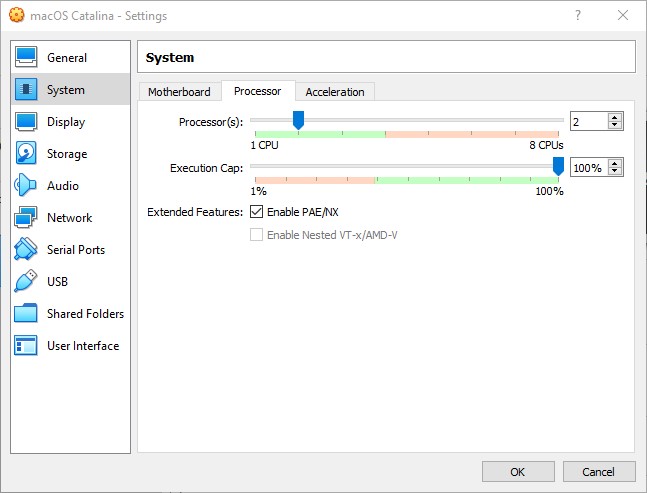 macOS Catalina - Settings
?
General
System
Display
Storage
Audio
Network
Serial Ports
USB
Shared Folders
User Interface
System
Motherboard Processor Acceleration
Processor(s): 2
1 CPU 8 CPUs
Execution Cap: 100%
1% 100%
Extended Features: Enable PAE/NX
Enable Nested VT-x/AMD-V
OK Cancel